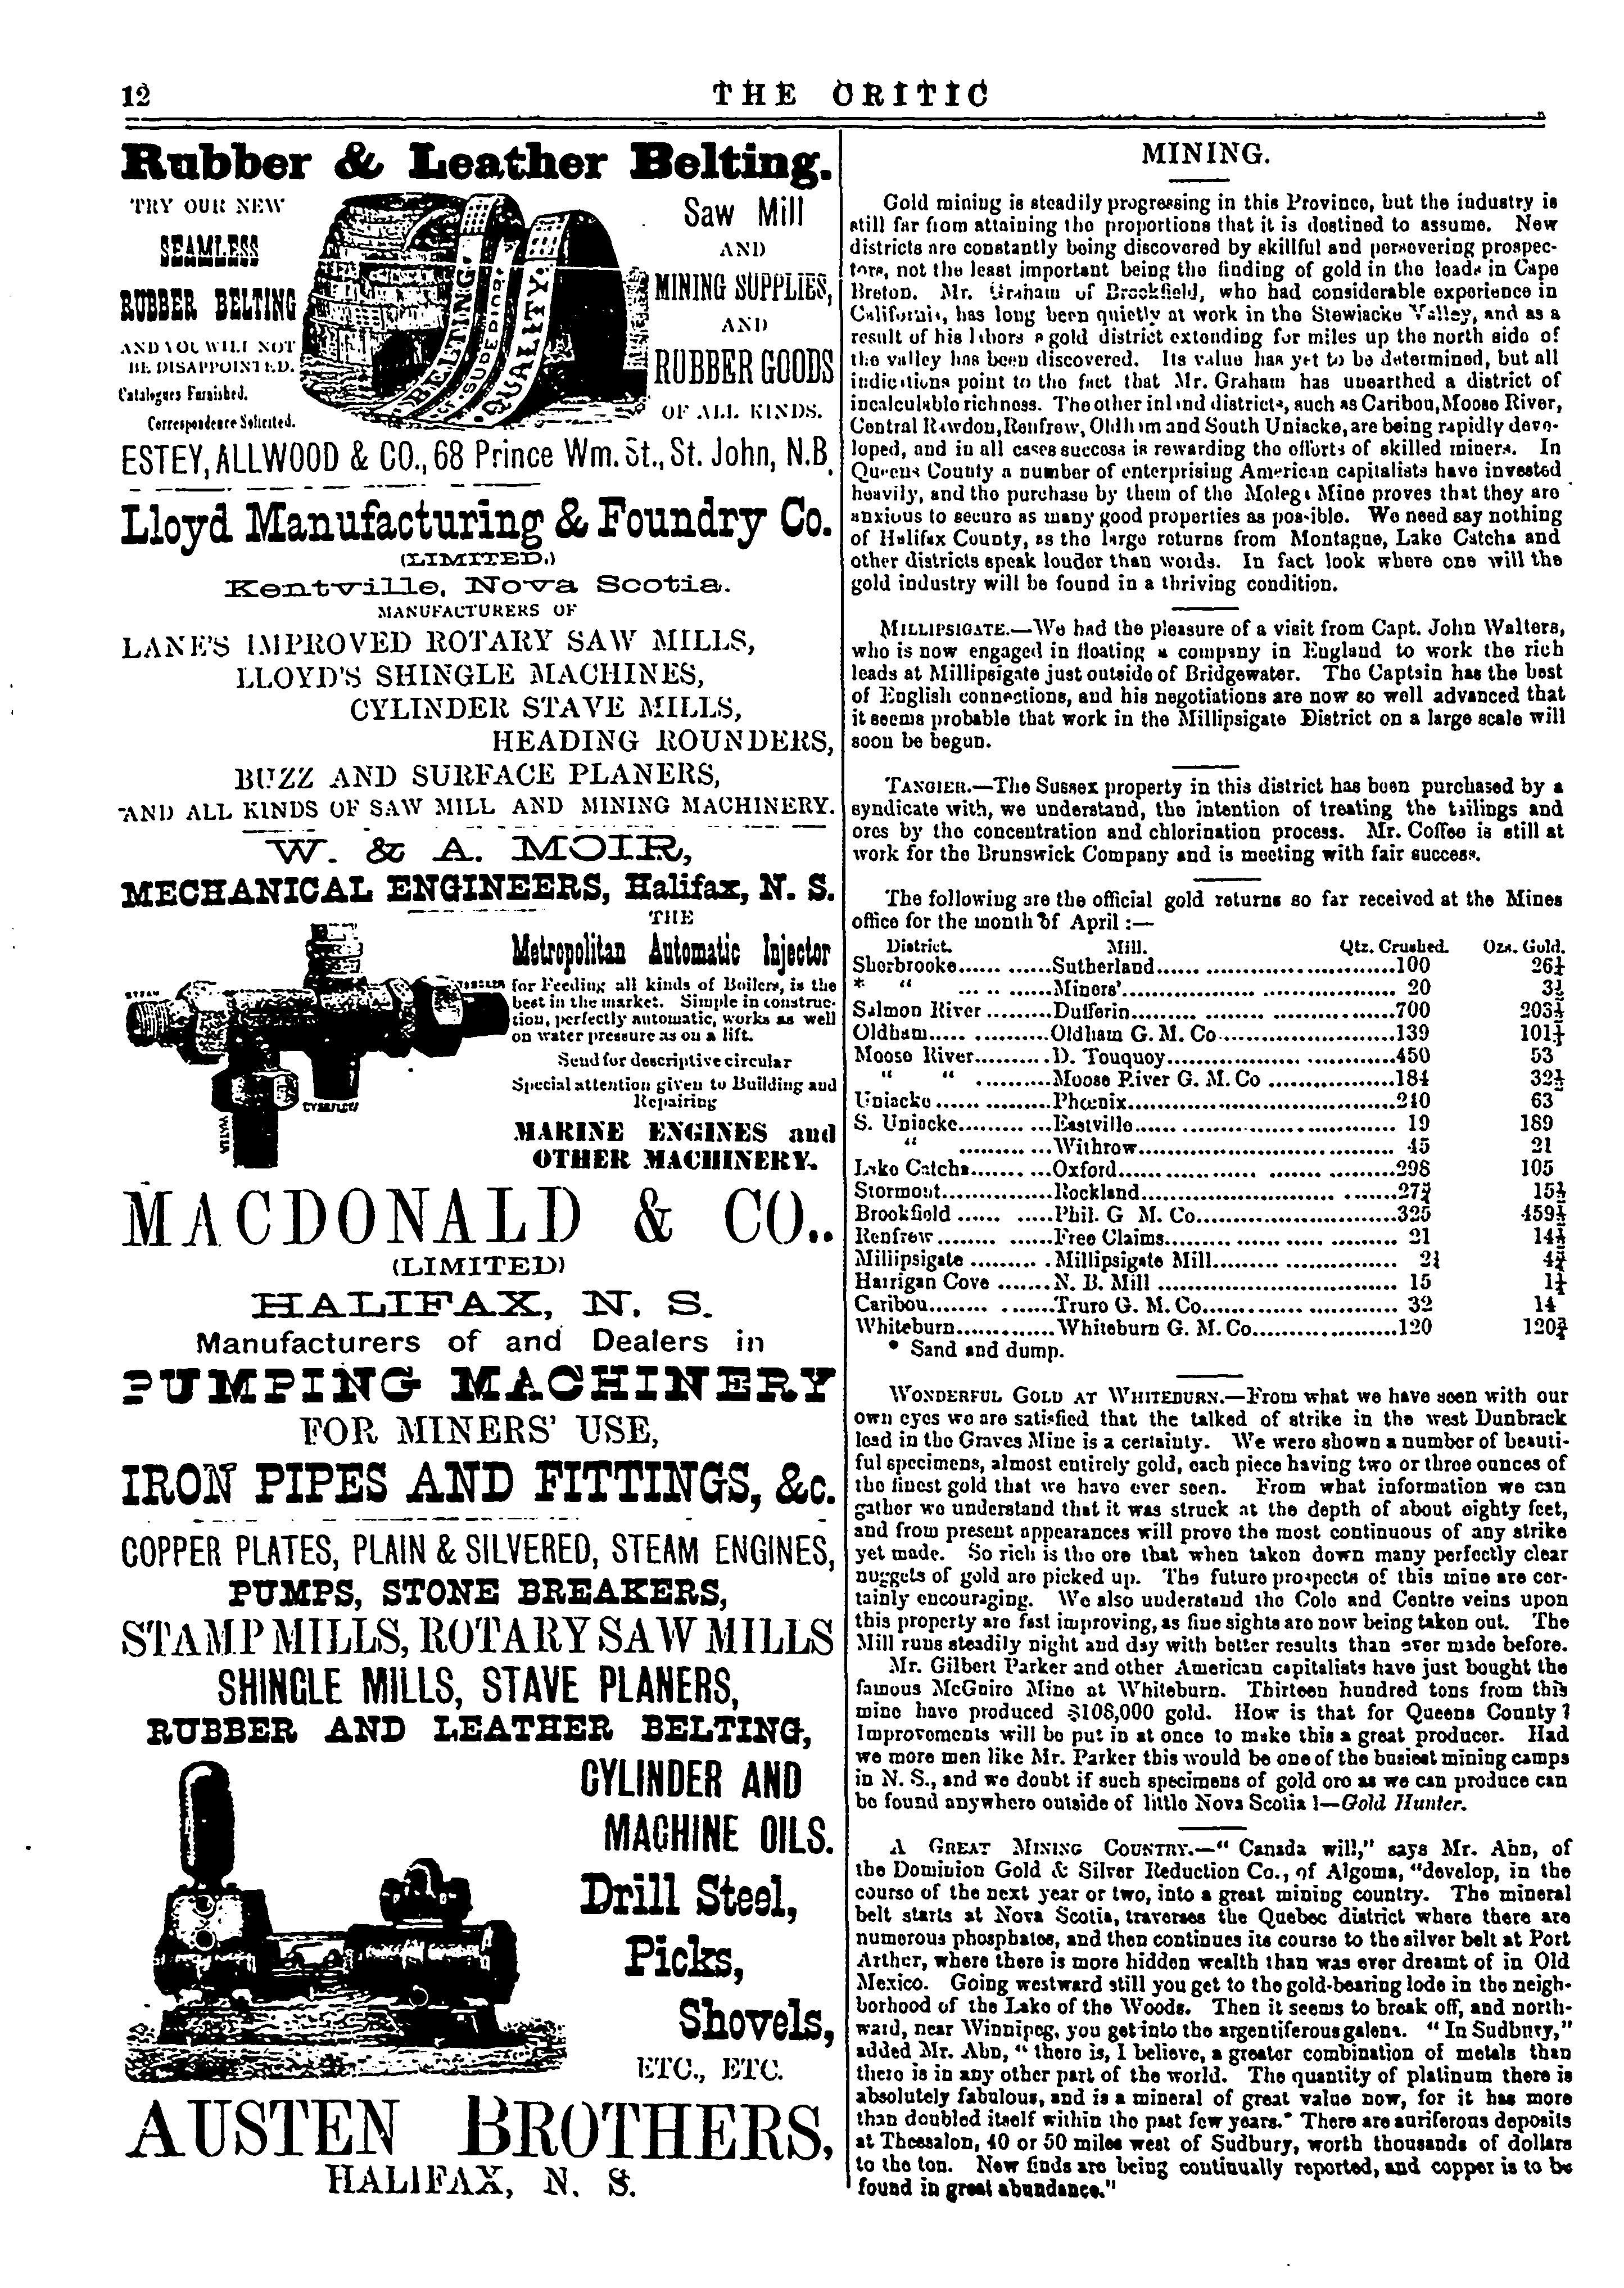 12
THE CRITIC
Rubber & Leather Belting.
TRY OUR NEW
SEAMLESS
RUBBER BELTING
AND YOU WILL NOT
BE DISAPPOINTED.
Catalogues Furnished.
Correspondence Solicited.
BELTING.
OF SUPERIOR
QUALITY.
Saw Mill
AND
MINING SUPPLIES,
AND
RUBBER GOODS
OF ALL KINDS.
ESTEY, ALLWOOD & CO., 68 Prince Wm. St., St. John, N.B.
Lloyd Manufacturing & Foundry Co.
(LIMITED.)
Kentville, Nova Scotia.
MANUFACTURERS OF
LANE'S IMPROVED ROTARY SAW MILLS,
LLOYD'S SHINGLE MACHINES,
CYLINDER STAVE MILLS,
HEADING ROUNDERS,
BUZZ AND SURFACE PLANERS,
AND ALL KINDS OF SAW MILL AND MINING MACHINERY.
W. & A. MOIR,
MECHANICAL ENGINEERS, Halifax, N. S.
THE
Metropolitan Automatic Injector
for Feeding all kinds of Boilers, is the
best in the market. Simple in construc-
tion, perfectly automatic, works as well
on water pressure as on a lift.
Send for descriptive circular
Special attention given to Building and
Repairing
MARINE ENGINES and
OTHER MACHINERY.
STEAM
OVERFLOW
WATER
MACDONALD & CO..
(LIMITED)
HALIFAX, N. S.
Manufacturers of and Dealers in
PUMPING MACHINERY
FOR MINERS' USE,
IRON PIPES AND FITTINGS, &c.
COPPER PLATES, PLAIN & SILVERED, STEAM ENGINES,
PUMPS, STONE BREAKERS,
STAMP MILLS, ROTARY SAW MILLS
SHINGLE MILLS, STAVE PLANERS,
RUBBER AND LEATHER BELTING,
CYLINDER AND
MACHINE OILS.
Drill Steel,
Picks,
Shovels,
ETC., ETC.
AUSTEN BROTHERS,
HALIFAX, N. S.
MINING.
Gold mining is steadily progressing in this Province, but the industry is
still far from attaining the proportions that it is destined to assume. New
districts are constantly being discovered by skillful and persevering prospec-
tors, not the least important being the finding of gold in the leads in Cape
Breton. Mr. Graham of Brookfield, who had considerable experience in
California, has long been quietly at work in the Stewiacke Valley, and as a
result of his labors a gold district extending for miles up the north side of
the valley has been discovered. Its value has yet to be determined, but all
indications point to the fact that Mr. Graham has unearthed a district of
incalculable richness. The other inland districts, such as Caribou, Moose River,
Central Rawdon, Renfrew, Oldham and South Uniacke, are being rapidly deve-
loped, and in all cases success is rewarding the efforts of skilled miners. In
Queens County a number of enterprising American capitalists have invested
heavily, and the purchase by them of the Molega Mine proves that they are
anxious to secure as many good properties as possible. We need say nothing
of Halifax County, as the large returns from Montague, Lake Catcha and
other districts speak louder than words. In fact look where one will the
gold industry will be found in a thriving condition.
MILLIPSIGATE.—We had the pleasure of a visit from Capt. John Walters,
who is now engaged in floating a company in England to work the rich
leads at Millipsigate just outside of Bridgewater. The Captain has the best
of English connections, and his negotiations are now so well advanced that
it seems probable that work in the Millipsigate District on a large scale will
soon be begun.
TANGIER.—The Sussex property in this district has been purchased by a
syndicate with, we understand, the intention of treating the tailings and
ores by the concentration and chlorination process. Mr. Coffee is still at
work for the Brunswick Company and is meeting with fair success.
The following are the official gold returns so far received at the Mines
office for the month of April :—
District. Mill. Qtz. Crushed. Ozs. Gold.
Sherbrooke...... ......Sutherland...... ..............................100 26¼
* " ... .. ......Miners'..................... .................... 20 3½
Salmon River .........Dufferin......... ......... ..... ..............700 203¼
Oldham..... ..........Oldham G. M. Co..............................139 101¼
Moose River..........D. Touquoy......................................450 53
" " ..........Moose River G. M. Co ..................184 32½
Uniacke ...... ..........Phœnix...........................................210 63
S. Uniacke......... ...Eastville...... .................................... 19 189
" ......... ...Withrow......................................... 45 21
Lake Catcha....... ...Oxford............... ...... ..... ...........298 105
Stormont...............Rockland........................... .......27¾ 15½
Brookfield ...... .....Phil. G M. Co.............................325 459½
Renfrew........ ......Free Claims......... ...... ..... ......... 21 14½
Millipsigate ......... . .Millipsigate Mill......... ................ 2½ 4¾
Harrigan Cove .......N. B. Mill ...................................... 15 1¼
Caribou........ .......Truro G. M. Co............... ............ 32 14
Whiteburn..............Whiteburn G. M. Co.....................120 120¾
* Sand and dump.
WONDERFUL GOLD AT WHITEBURN.—From what we have seen with our
own eyes we are satisfied that the talked of strike in the west Dunbrack
lead in the Graves Mine is a certainty. We were shown a number of beauti-
ful specimens, almost entirely gold, each piece having two or three ounces of
the finest gold that we have ever seen. From what information we can
gather we understand that it was struck at the depth of about eighty feet,
and from present appearances will prove the most continuous of any strike
yet made. So rich is the ore that when taken down many perfectly clear
nuggets of gold are picked up. The future prospects of this mine are cer-
tainly encouraging. We also understand the Cole and Centre veins upon
this property are fast improving, as fine sights are now being taken out. The
Mill runs steadily night and day with better results than ever made before.
Mr. Gilbert Parker and other American capitalists have just bought the
famous McGuire Mine at Whiteburn. Thirteen hundred tons from this
mine have produced $108,000 gold. How is that for Queens County?
Improvements will be put in at once to make this a great producer. Had
we more men like Mr. Parker this would be one of the busiest mining camps
in N. S., and we doubt if such specimens of gold ore as we can produce can
be found anywhere outside of little Nova Scotia !—Gold Hunter.
A GREAT MINING COUNTRY.—" Canada will," says Mr. Ahn, of
the Dominion Gold & Silver Reduction Co., of Algoma, "develop, in the
course of the next year or two, into a great mining country. The mineral
belt starts at Nova Scotia, traverses the Quebec district where there are
numerous phosphates, and then continues its course to the silver belt at Port
Arther, where there is more hidden wealth than was ever dreamt of in Old
Mexico. Going westward still you get to the gold-bearing lode in the neigh-
borhood of the Lake of the Woods. Then it seems to break off, and north-
ward, near Winnipeg, you get into the argentiferous galena. " In Sudbury,"
added Mr. Ahn, " there is, I believe, a greater combination of metals than
there is in any other part of the world. The quantity of platinum there is
absolutely fabulous, and is a mineral of great value now, for it has more
than doubled itself within the past few years." There are auriferous deposits
at Thessalon, 40 or 50 miles west of Sudbury, worth thousands of dollars
to the ton. New finds are being continually reported, and copper is to be
found in great abundance."